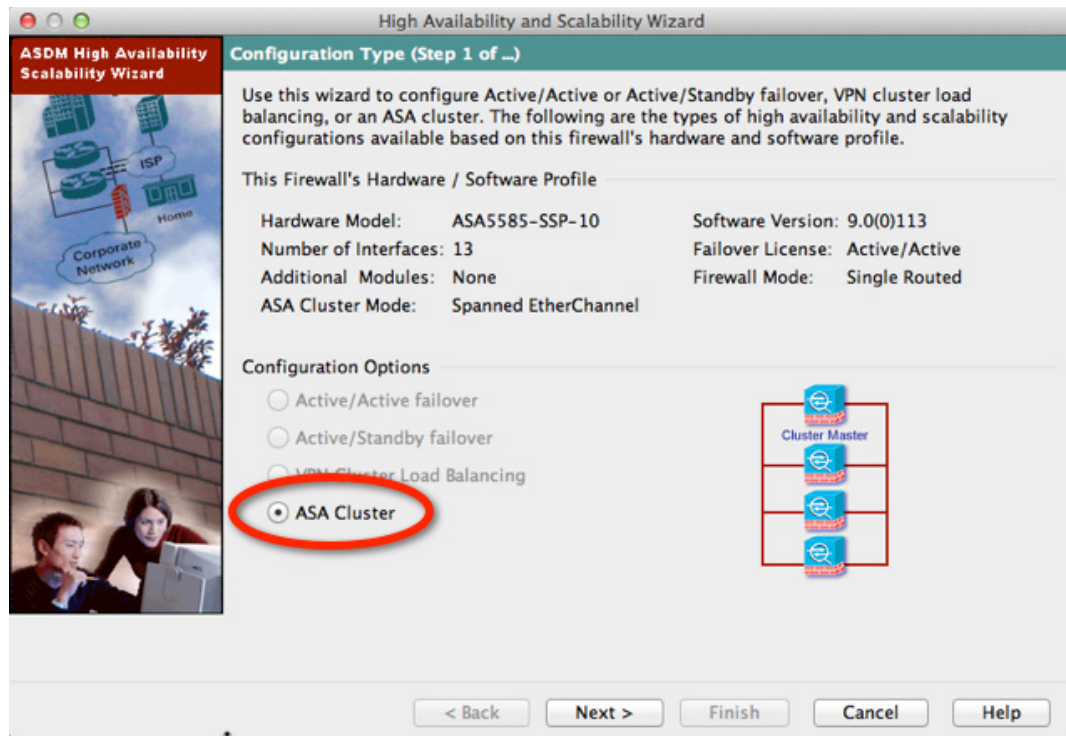 High Availability and Scalability Wizard
ASDM High Availability
Scalability Wizard
ISP
Home
Corporate
Network
Configuration Type (Step 1 of ...)
Use this wizard to configure Active/Active or Active/Standby failover, VPN cluster load
balancing, or an ASA cluster. The following are the types of high availability and scalability
configurations available based on this firewall's hardware and software profile.
This Firewall's Hardware / Software Profile
Hardware Model: ASA5585-SSP-10 Software Version: 9.0(0)113
Number of Interfaces: 13 Failover License: Active/Active
Additional Modules: None Firewall Mode: Single Routed
ASA Cluster Mode: Spanned EtherChannel
Configuration Options
Active/Active failover
Active/Standby failover
VPN Cluster Load Balancing
ASA Cluster
Cluster Master
< Back Next > Finish Cancel Help